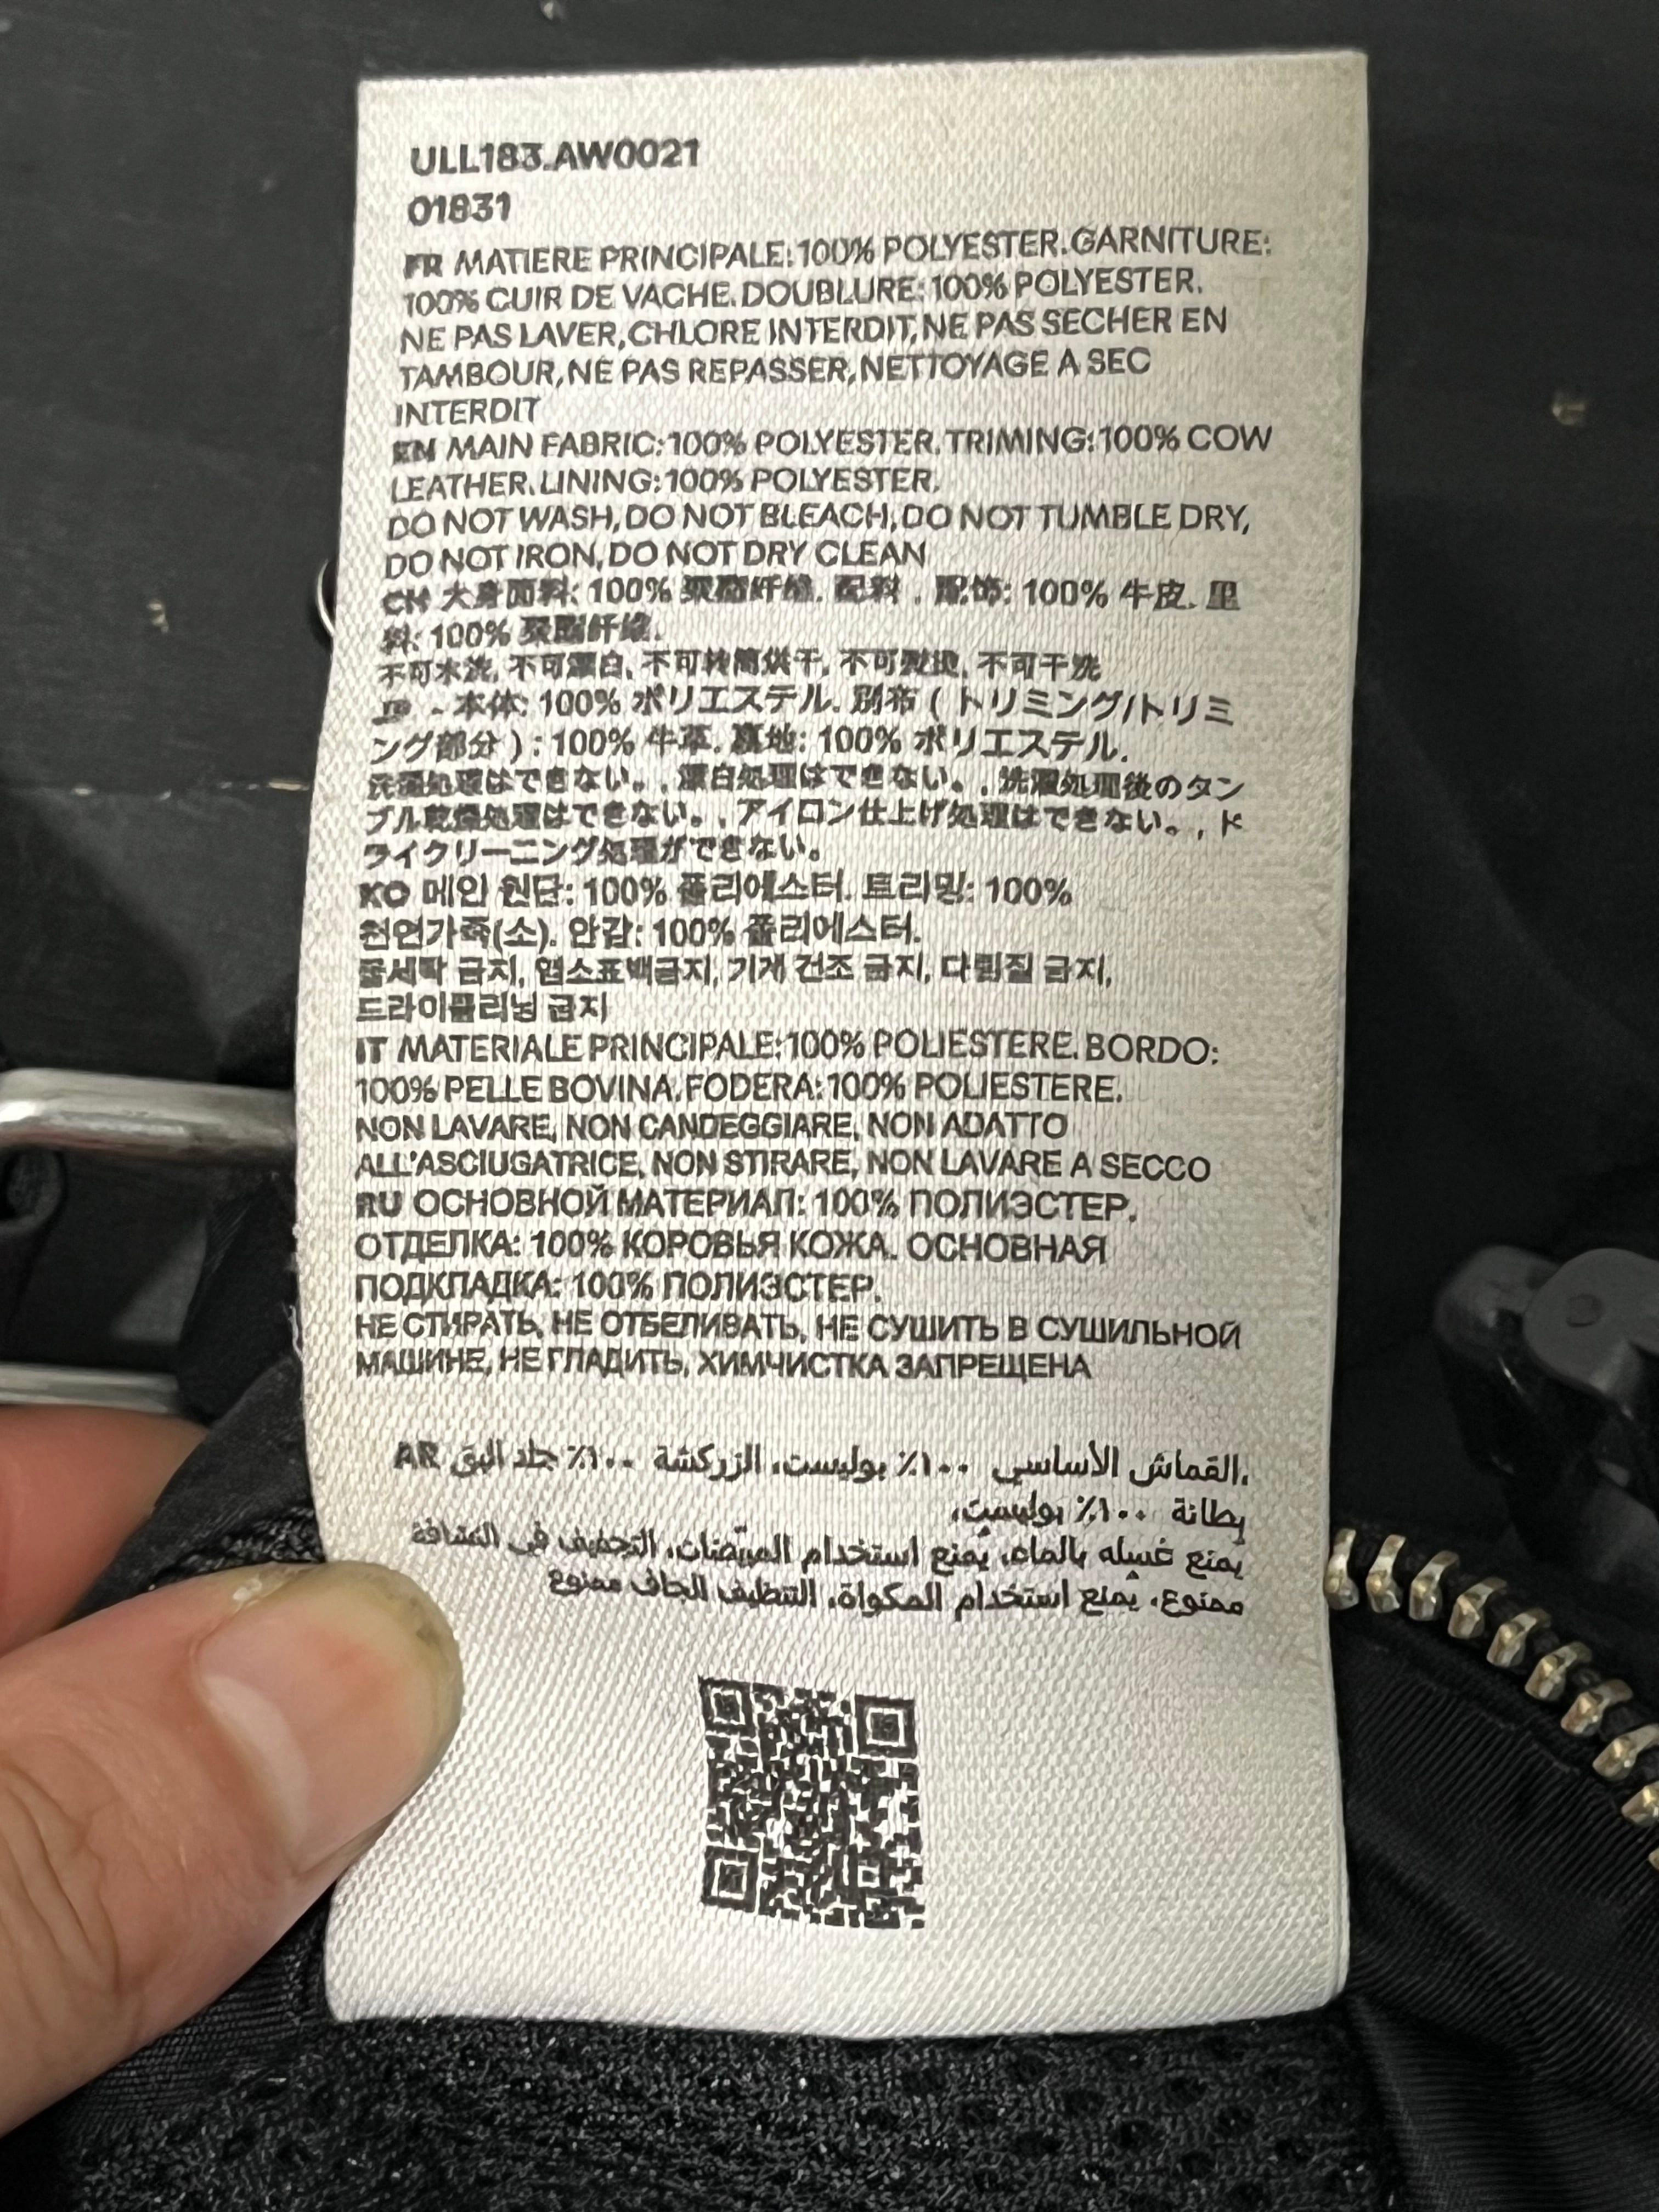 ULL183.AW0021
01831
FR MATIERE PRINCIPALE:100% POLYESTER.GARNITURE:
100% CUIR DE VACHE.DOUBLURE:100% POLYESTER.
NE PAS LAVER,CHLORE INTERDIT,NE PAS SECHER EN
TAMBOUR,NE PAS REPASSER,NETTOYAGE A SEC
INTERDIT
EN MAIN FABRIC:100% POLYESTER.TRIMING:100% COW
LEATHER.LINING:100% POLYESTER.
DO NOT WASH,DO NOT BLEACH,DO NOT TUMBLE DRY,
DO NOT IRON,DO NOT DRY CLEAN
CH 大身面料: 100% 聚酯纤维. 配料 . 配饰: 100% 牛皮. 里
料: 100% 聚酯纤维.
不可水洗, 不可漂白, 不可转筒烘干, 不可熨烫, 不可干洗
JP - 本体: 100% ポリエステル. 別布 ( トリミング/トリミ
ング部分 ) : 100% 牛革. 裏地: 100% ポリエステル.
洗濯処理はできない。, 漂白処理はできない。, 洗濯処理後のタン
ブル乾燥処理はできない。, アイロン仕上げ処理はできない。, ド
ライクリーニング処理ができない。
KO 메인 원단: 100% 폴리에스터. 트리밍: 100%
천연가죽(소). 안감: 100% 폴리에스터.
물세탁 금지, 염소표백금지, 기계 건조 금지, 다림질 금지,
드라이클리닝 금지
IT MATERIALE PRINCIPALE:100% POLIESTERE. BORDO:
100% PELLE BOVINA.FODERA:100% POLIESTERE.
NON LAVARE, NON CANDEGGIARE, NON ADATTO
ALL'ASCIUGATRICE, NON STIRARE, NON LAVARE A SECCO
RU ОСНОВНОЙ МАТЕРИАЛ: 100% ПОЛИЭСТЕР.
ОТДЕЛКА: 100% КОРОВЬЯ КОЖА. ОСНОВНАЯ
ПОДКЛАДКА: 100% ПОЛИЭСТЕР.
НЕ СТИРАТЬ, НЕ ОТБЕЛИВАТЬ, НЕ СУШИТЬ В СУШИЛЬНОЙ
МАШИНЕ, НЕ ГЛАДИТЬ, ХИМЧИСТКА ЗАПРЕЩЕНА
AR القماش الأساسي ١٠٠٪ بوليست، الزركشة ١٠٠٪ جلد البق،
بطانة ١٠٠٪ بوليست،
يمنع غسله بالماء، يمنع استخدام المبيّضات، التجفيف في النشافة
ممنوع، يمنع استخدام المكواة، التنظيف الجاف ممنوع